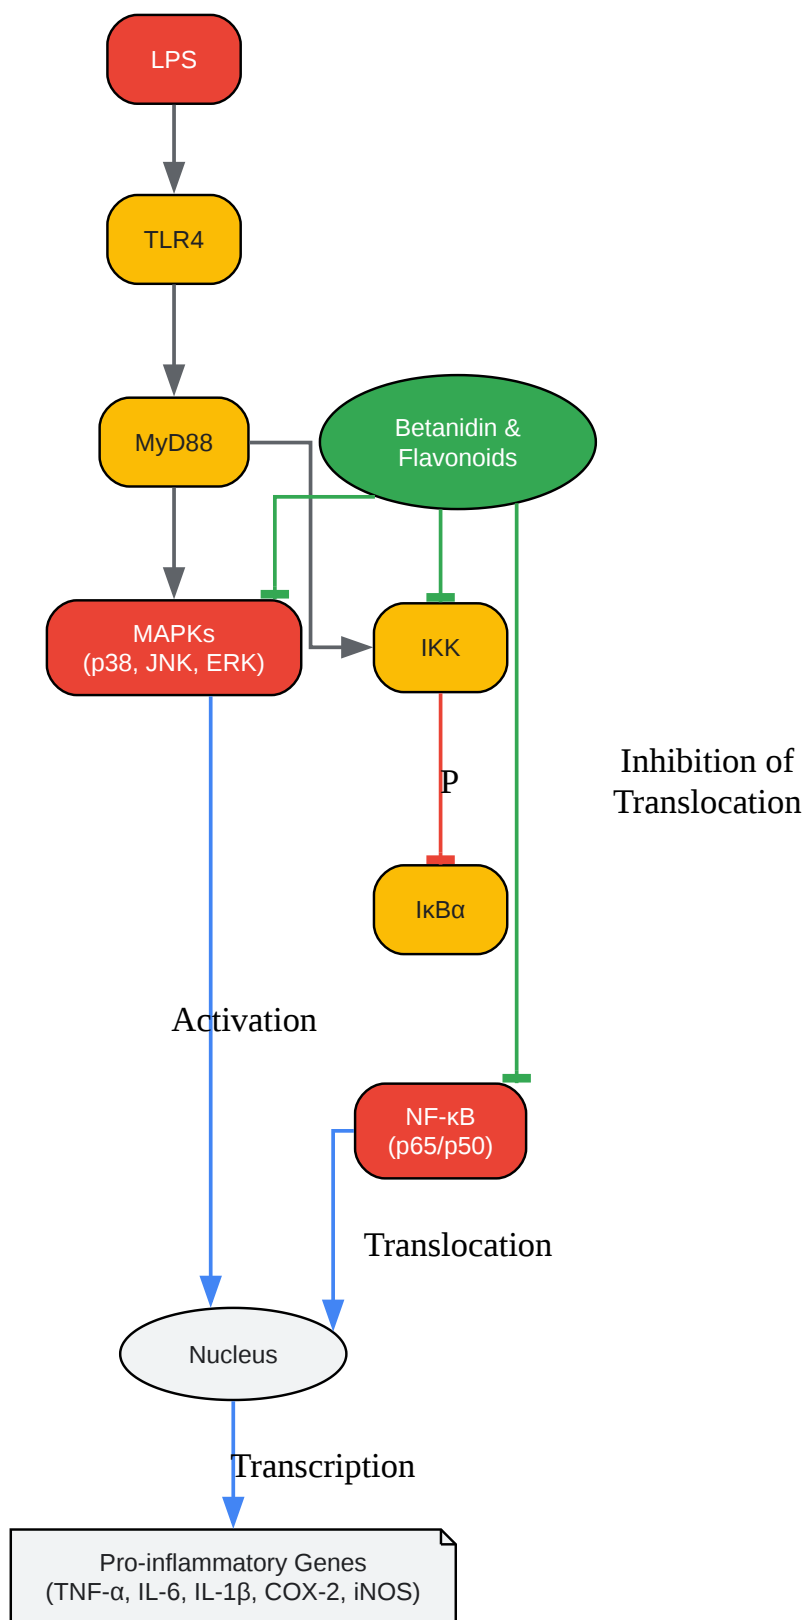 LPS
TLR4
MyD88
Betanidin &
Flavonoids
MAPKs
(p38, JNK, ERK)
IKK
P
Inhibition of
Translocation
IκBα
Activation
NF-κB
(p65/p50)
Translocation
Nucleus
Transcription
Pro-inflammatory Genes
(TNF-α, IL-6, IL-1β, COX-2, iNOS)